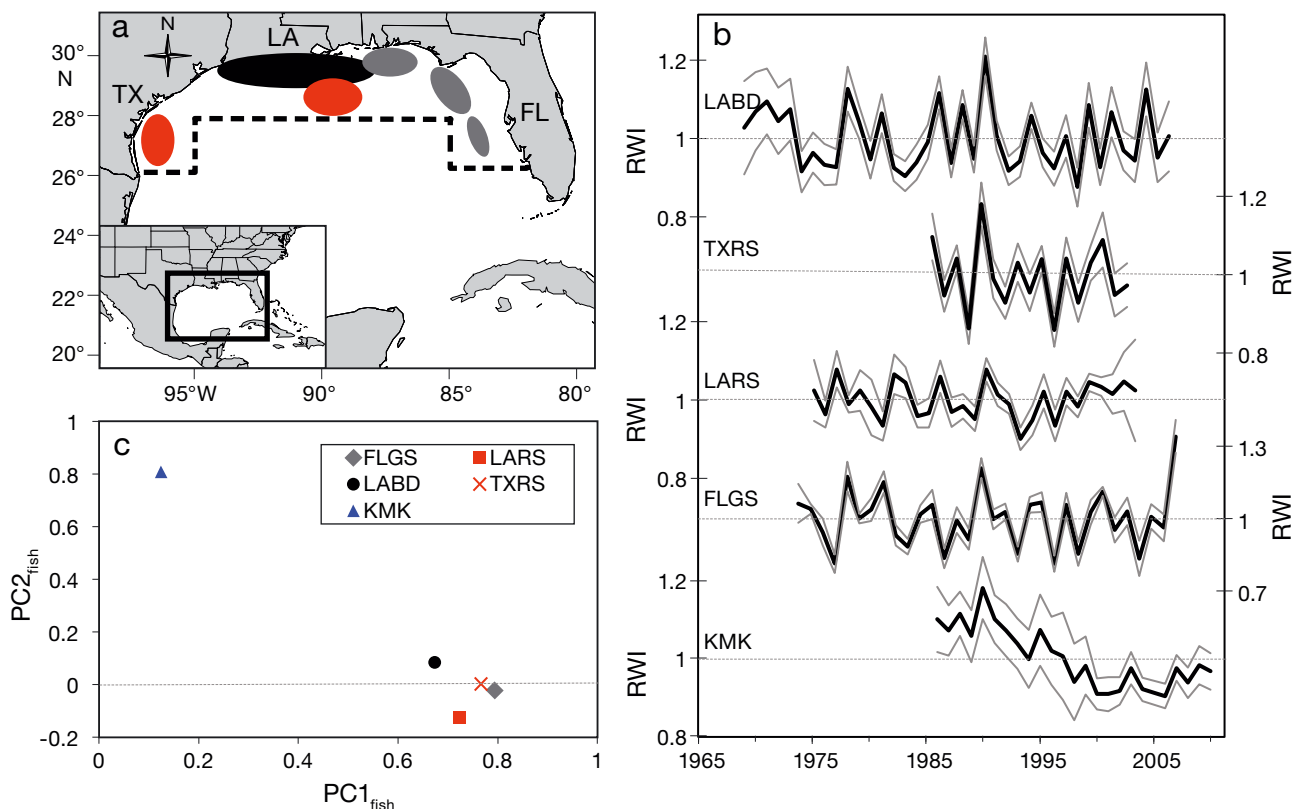 a
N
LA
TX
FL
30°
N
28°
26°
24°
22°
20°
95°W
90°
85°
80°
b
LABD
TXRS
LARS
FLGS
KMK
RWI
1.2
1
0.8
RWI
1.2
1
0.8
RWI
1.2
1
0.8
RWI
1.3
1
0.7
RWI
1.2
1
0.8
1965
1975
1985
1995
2005
c
FLGS
LARS
LABD
TXRS
KMK
PC2fish
1
0.8
0.6
0.4
0.2
0
-0.2
0
0.2
0.4
0.6
0.8
1
PC1fish